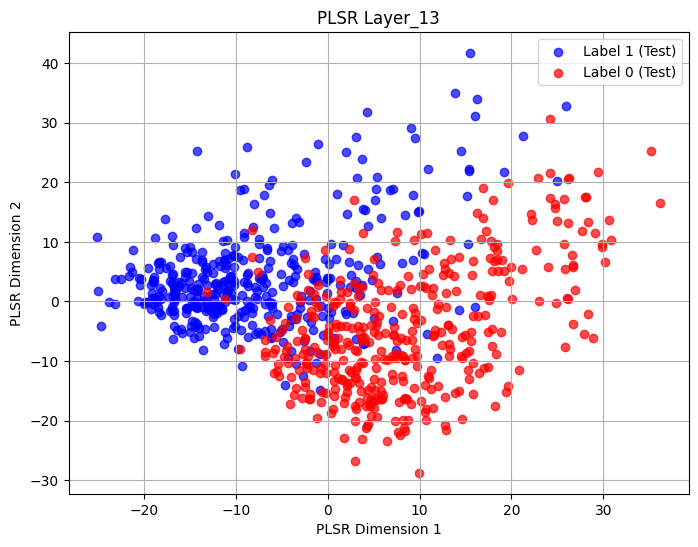 PLSR Layer_13
Label 1 (Test)
Label 0 (Test)
PLSR Dimension 2
40
30
20
10
0
−10
−20
−30
−20
−10
0
10
20
30
PLSR Dimension 1